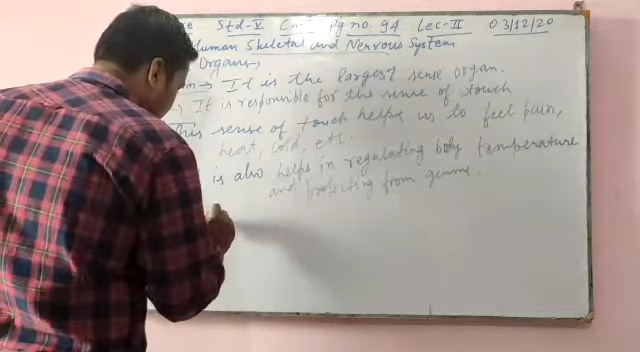 Std-V Pg no. 94 Lec-II 03/12/20
Human Skeletal and Nervous System
Organs
It is the largest sense organ.
It is responsible for the sense of touch
This sense of touch helps us to feel pain,
heat, cold, etc.
is also helps in regulating body temperature
and protecting from germs.